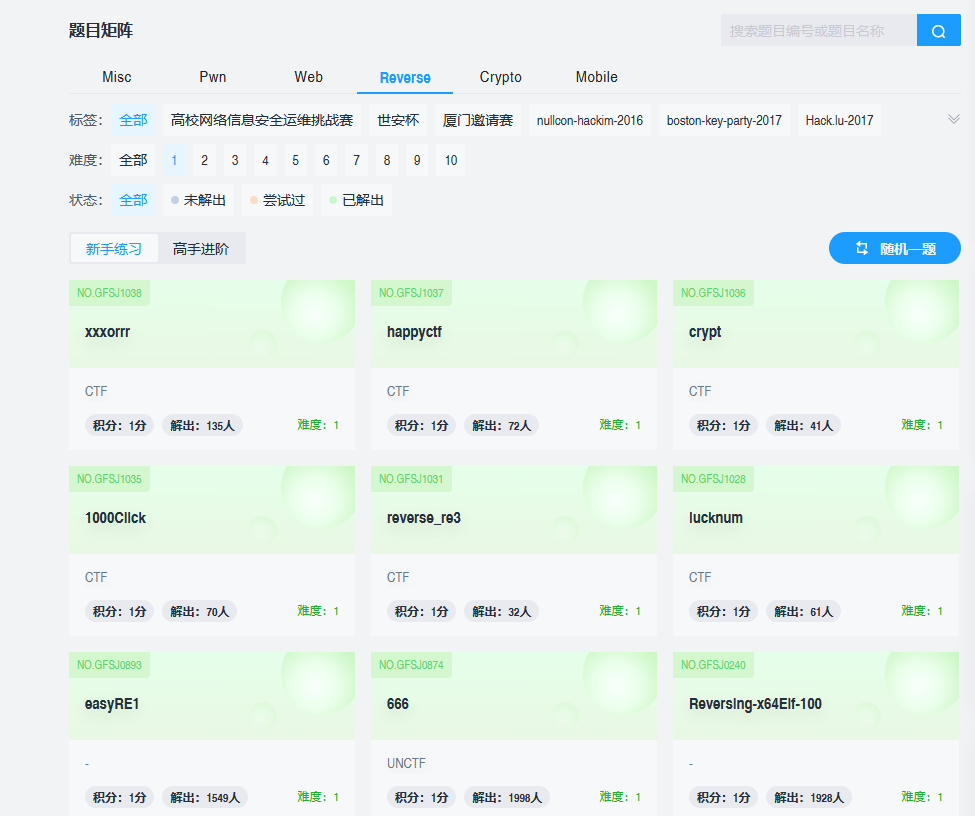 题目矩阵
搜索题目编号或题目名称
Misc Pwn Web Reverse Crypto Mobile
标签： 全部 高校网络信息安全运维挑战赛 世安杯 厦门邀请赛 nullcon-hackim-2016 boston-key-party-2017 Hack.lu-2017
难度： 全部 1 2 3 4 5 6 7 8 9 10
状态： 全部 未解出 尝试过 已解出
新手练习 高手进阶 随机一题
NO.GFSJ1038 NO.GFSJ1037 NO.GFSJ1036
xxxorrr happyctf crypt
CTF CTF CTF
积分：1分 解出：135人 难度：1 积分：1分 解出：72人 难度：1 积分：1分 解出：41人 难度：1
NO.GFSJ1035 NO.GFSJ1031 NO.GFSJ1028
1000Click reverse_re3 lucknum
CTF CTF CTF
积分：1分 解出：70人 难度：1 积分：1分 解出：32人 难度：1 积分：1分 解出：61人 难度：1
NO.GFSJ0893 NO.GFSJ0874 NO.GFSJ0240
easyRE1 666 Reversing-x64Elf-100
- UNCTF -
积分：1分 解出：1549人 难度：1 积分：1分 解出：1998人 难度：1 积分：1分 解出：1928人 难度：1